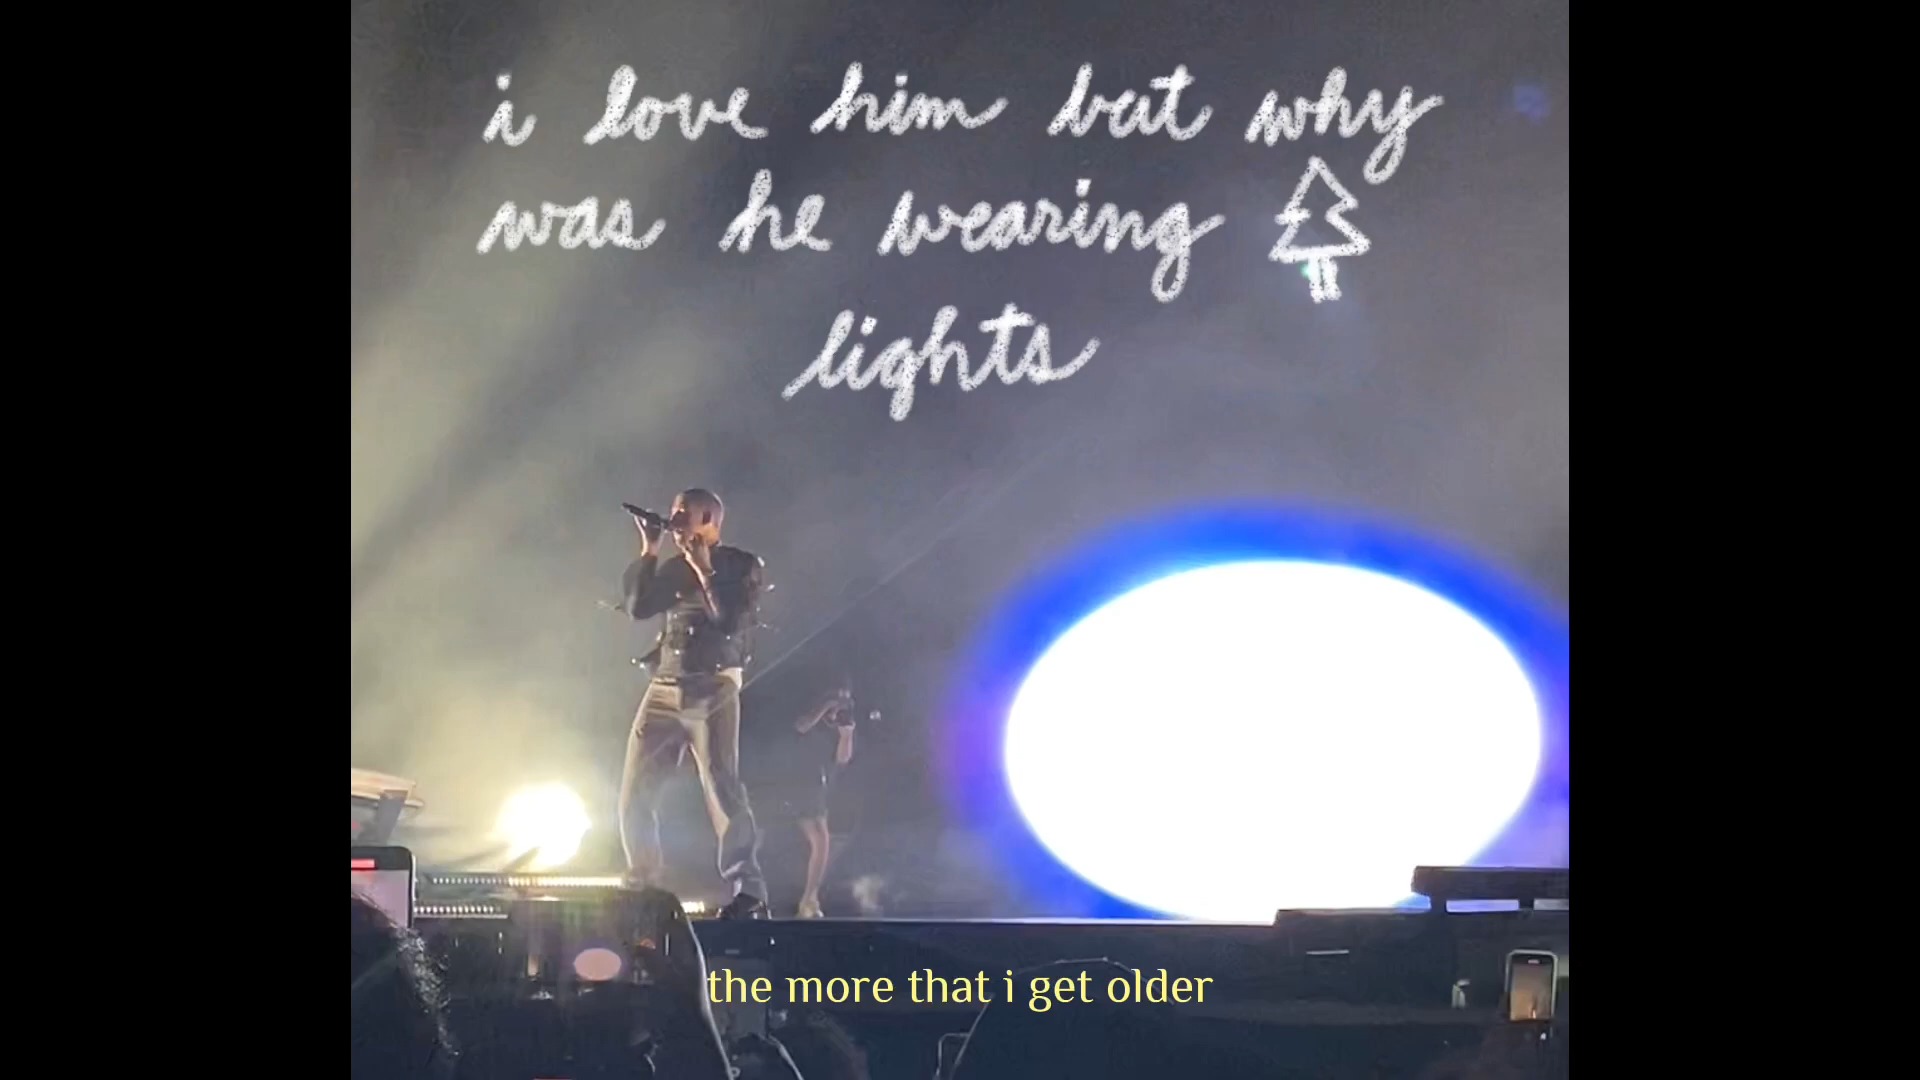 i love him but why
was he wearing
lights
the more that i get older